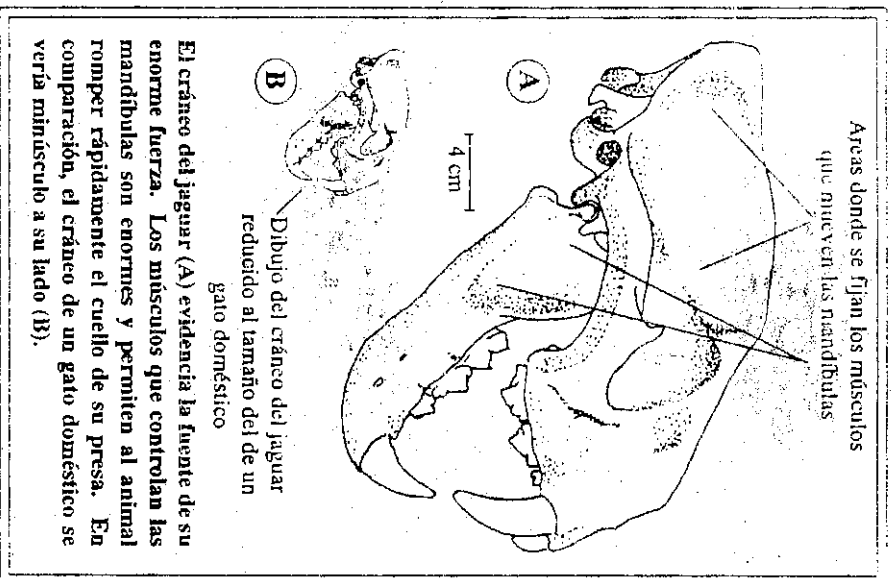 Areas donde se fijan los músculos
que mueven las mandíbulas
A
4 cm
B
Dibujo del cráneo del jaguar
reducido al tamaño del de un
gato doméstico
El cráneo del jaguar (A) evidencia la fuente de su
enorme fuerza. Los músculos que controlan las
mandíbulas son enormes y permiten al animal
romper rápidamente el cuello de su presa. En
comparación, el cráneo de un gato doméstico se
vería minúsculo a su lado (B).